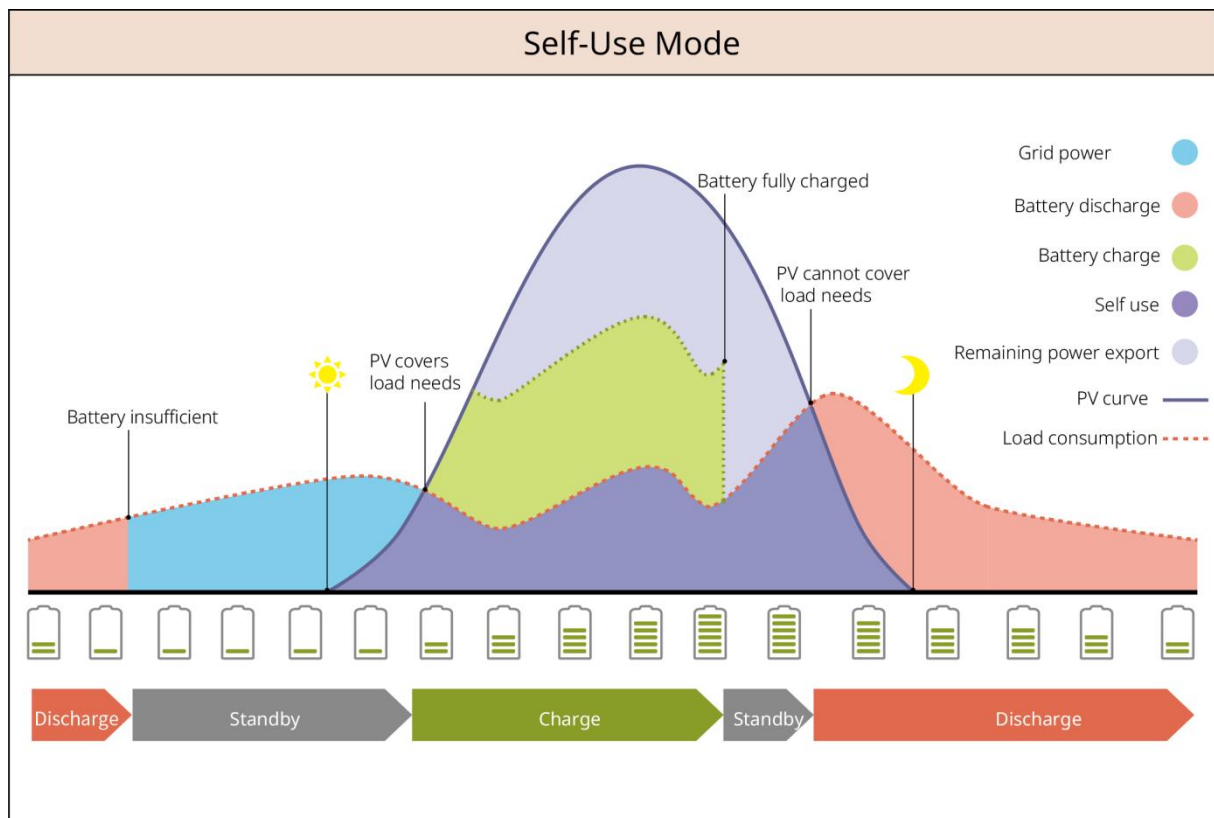 Self-Use Mode
Grid power
Battery fully charged
Battery discharge
Battery charge
PV cannot cover
load needs
Self use
Remaining power export
PV covers
load needs
PV curve
Battery insufficient
Load consumption
Discharge
Standby
Charge
Standby
Discharge